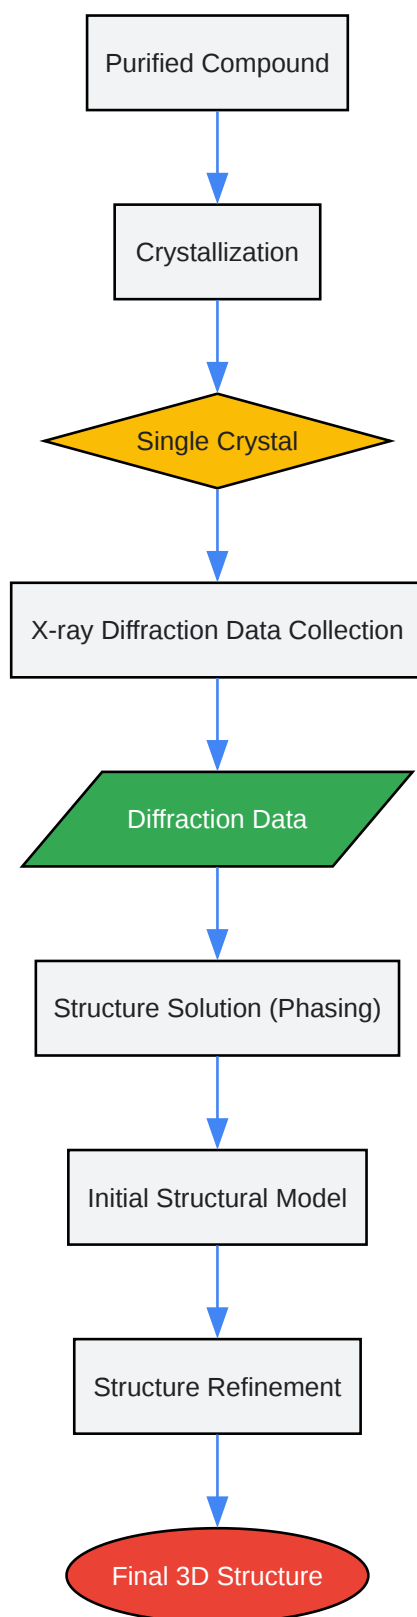 Purified Compound
Crystallization
Single Crystal
X-ray Diffraction Data Collection
Diffraction Data
Structure Solution (Phasing)
Initial Structural Model
Structure Refinement
Final 3D Structure